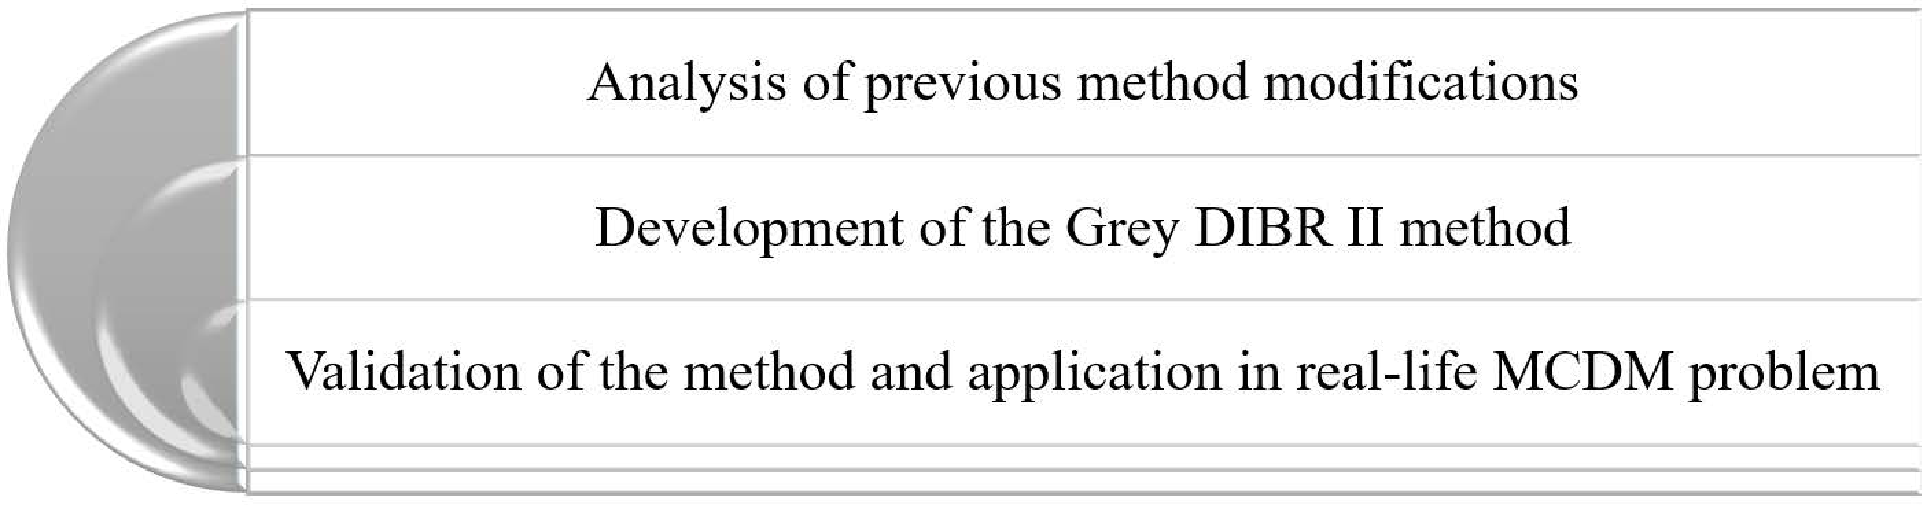 Analysis of previous method modifications
Development of the Grey DIBR II method
Validation of the method and application in real-life MCDM problem